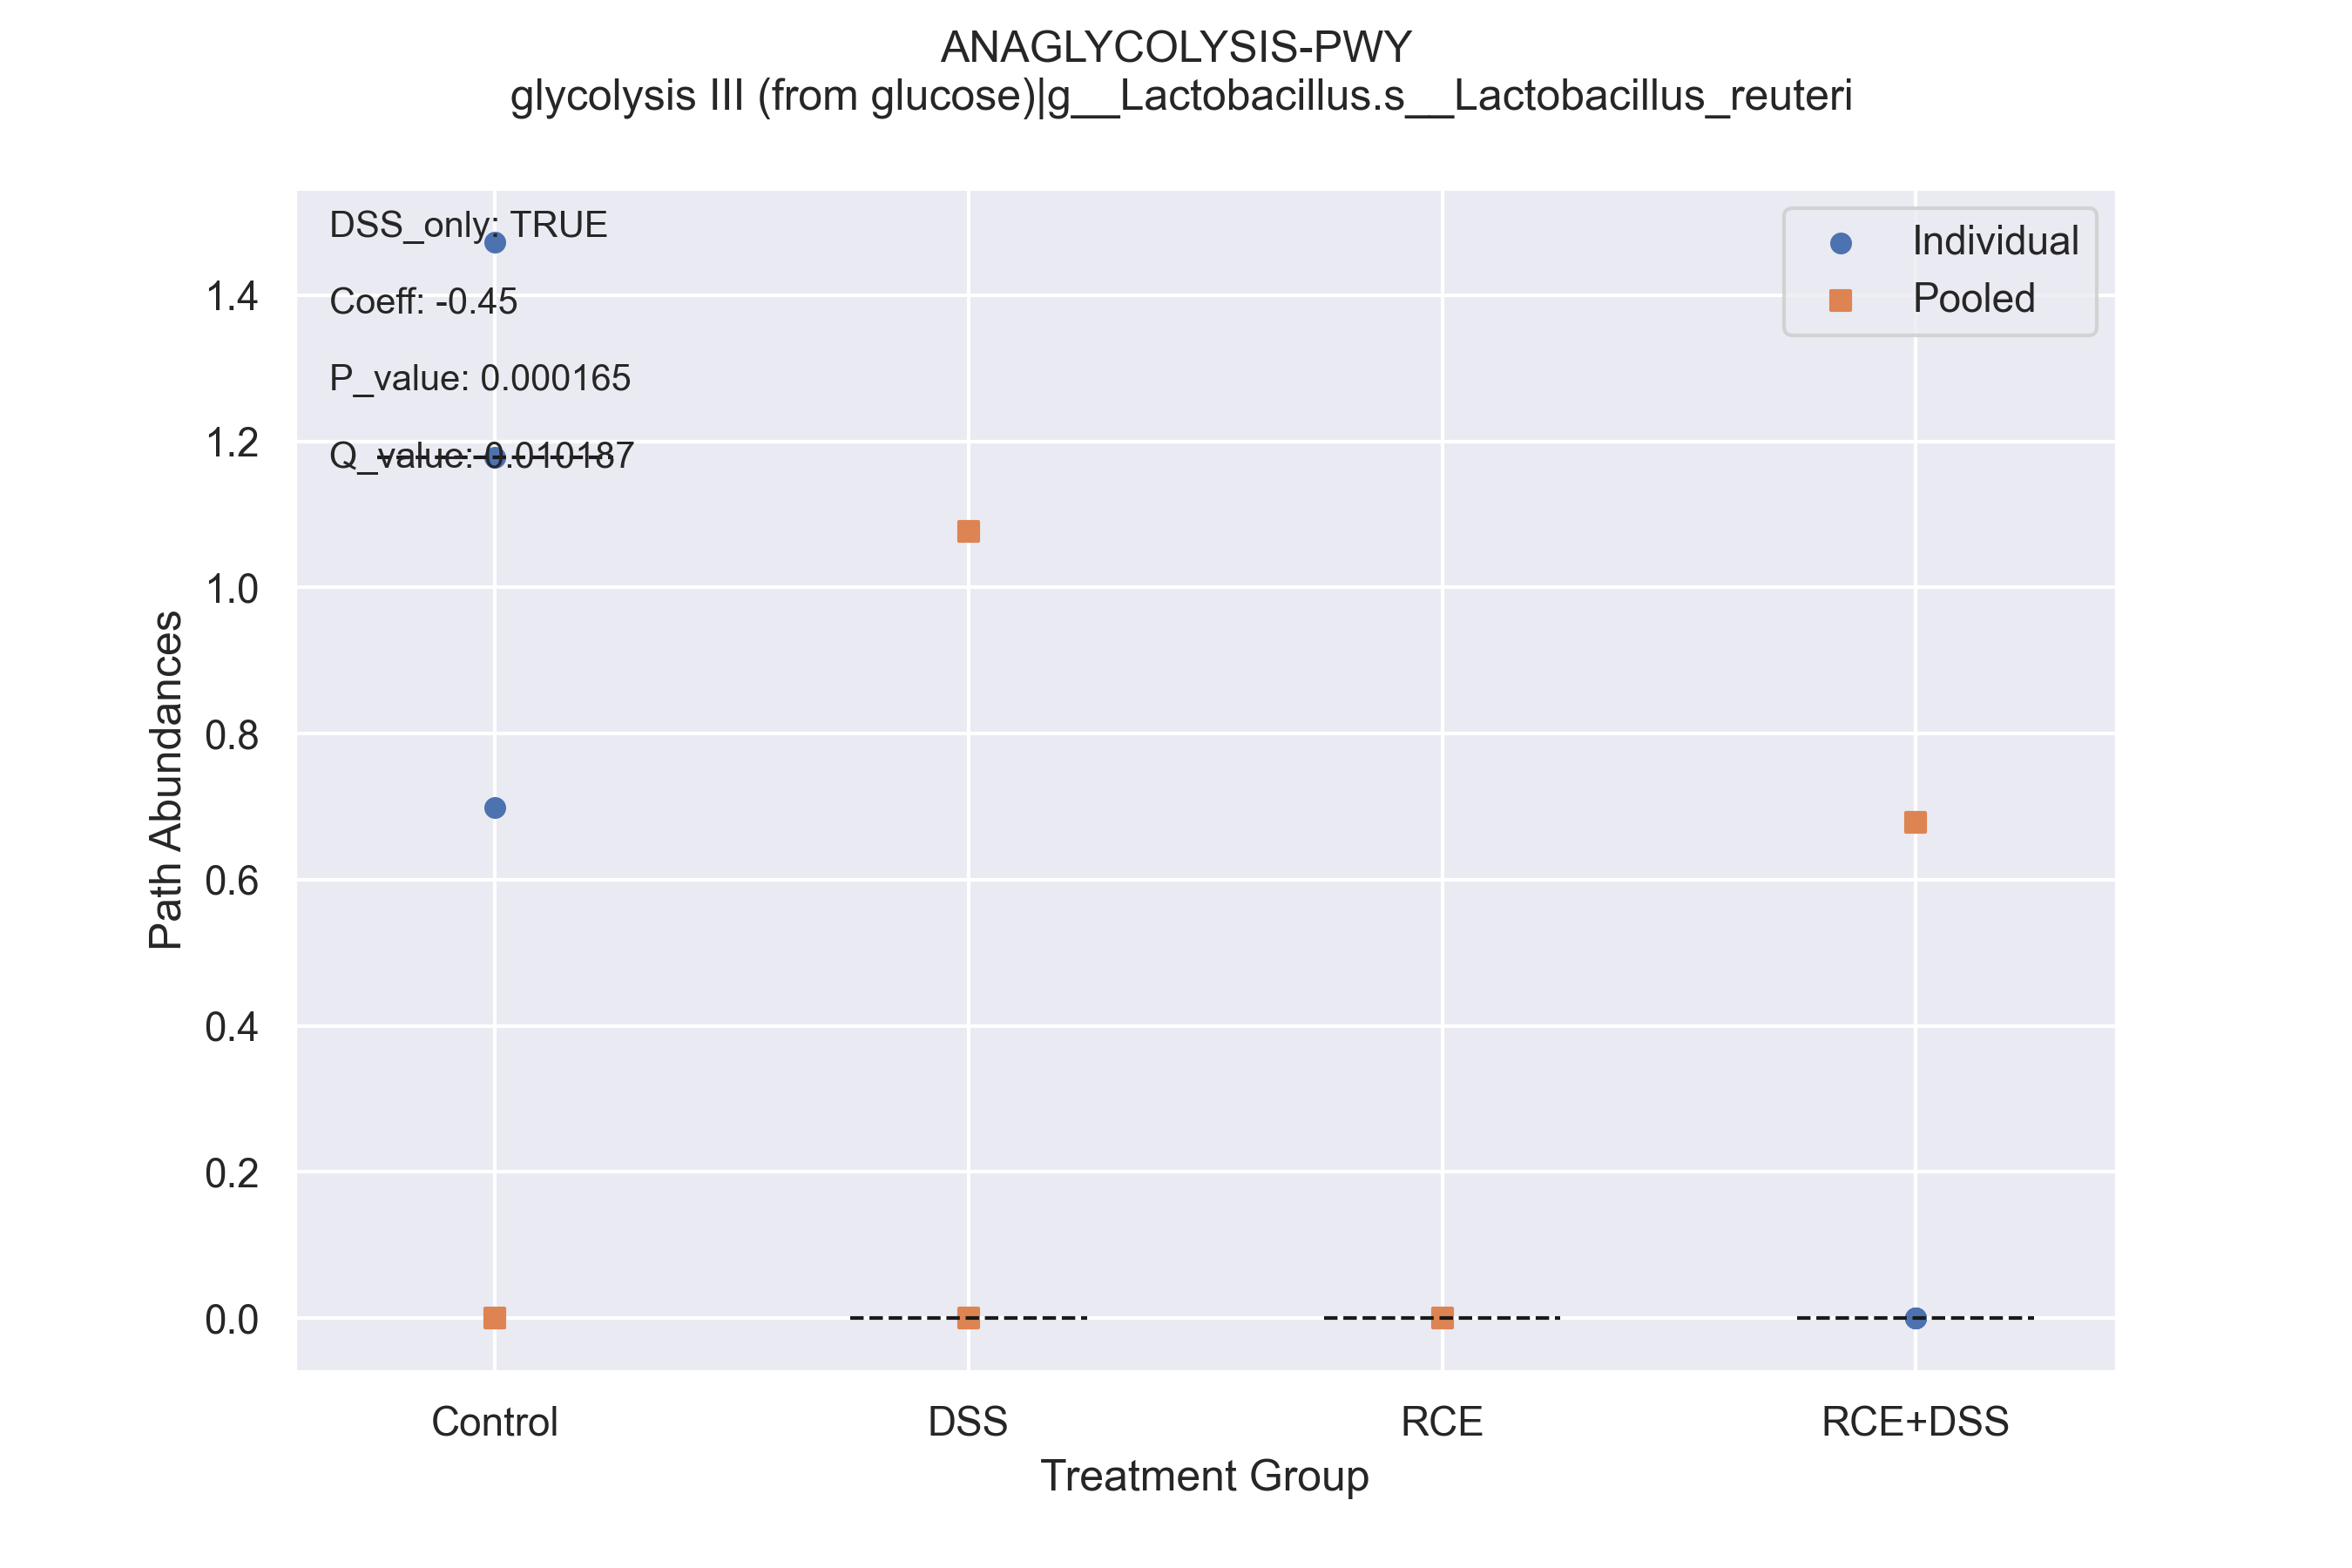 ANAGLYCOLYSIS-PWY
glycolysis III (from glucose)|g__Lactobacillus.s__Lactobacillus_reuteri
DSS_only: TRUE
Coeff: -0.45
P_value: 0.000165
Q_value: 0.010187
Individual
Pooled
1.4
1.2
1.0
0.8
0.6
0.4
0.2
0.0
Path Abundances
Control DSS RCE RCE+DSS
Treatment Group